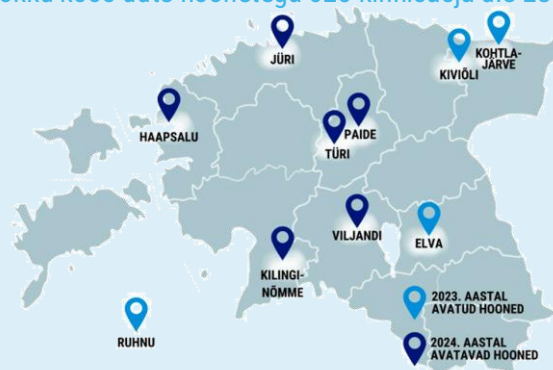 JÜRI
KOHTLA-
JÄRVE
KIVIÕLI
HAAPSALU
PAIDE
TÜRI
VILJANDI
ELVA
KILINGI-
NÕMME
2023. AASTAL
AVATUD HOONED
RUHNU
2024. AASTAL
AVATAVAD HOONED